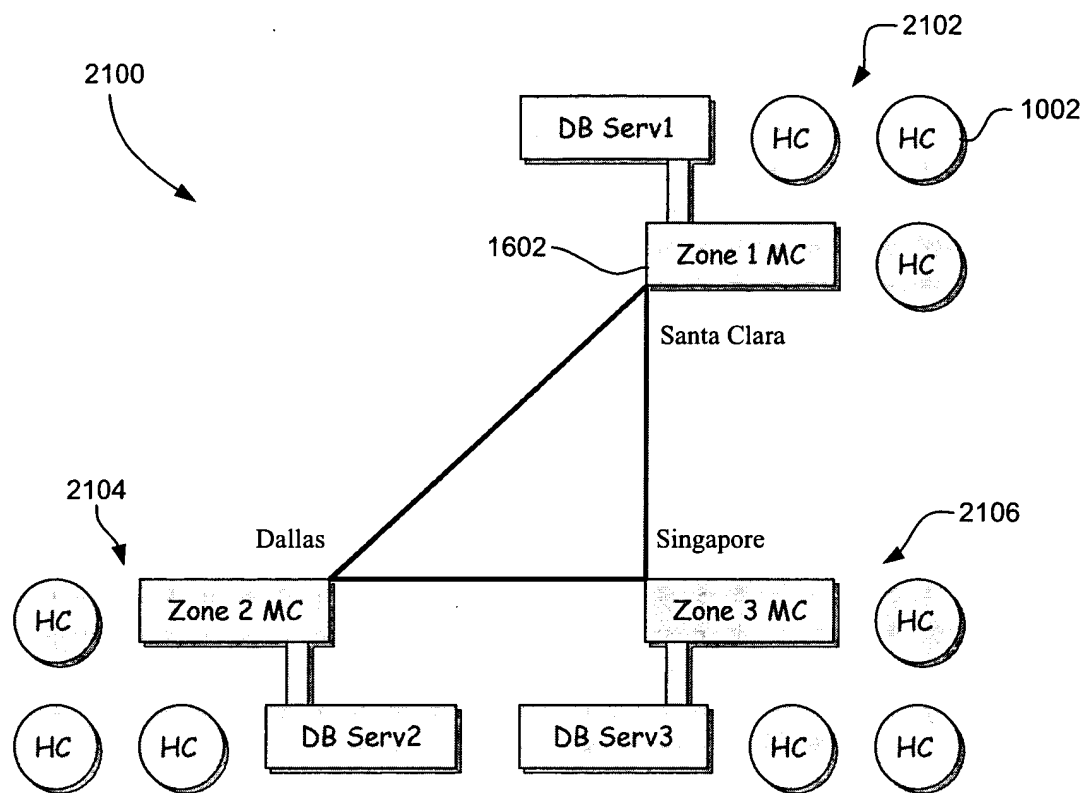 2102
2100
1002
DB Serv1
HC
HC
1602
Zone 1 MC
HC
Santa Clara
2104
2106
Dallas
Singapore
HC
Zone 2 MC
Zone 3 MC
HC
HC
HC
DB Serv2
DB Serv3
HC
HC